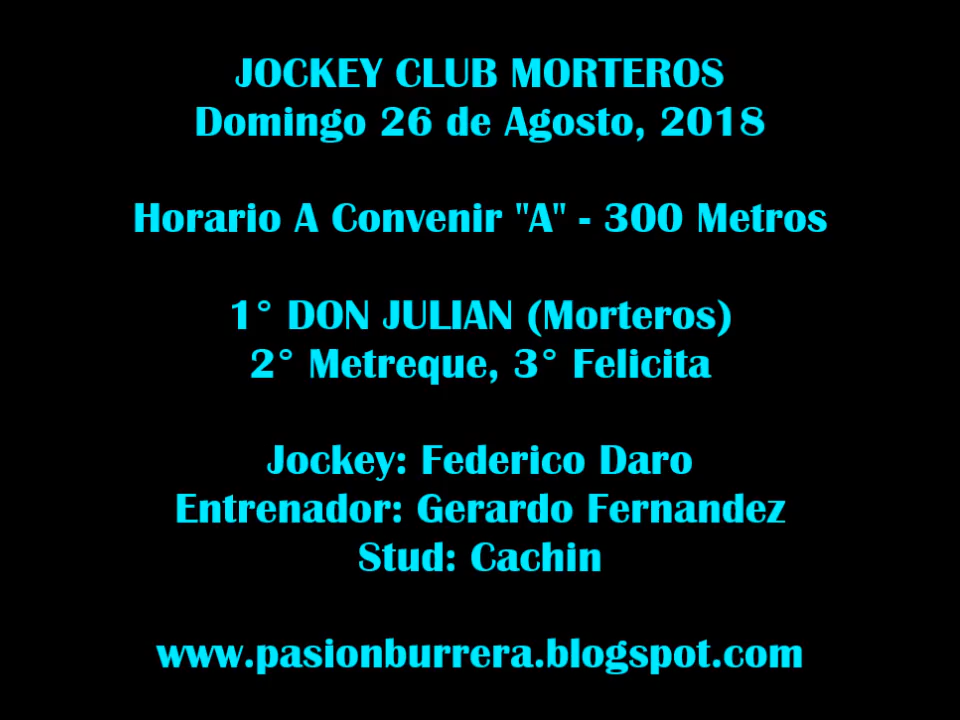 JOCKEY CLUB MORTEROS
Domingo 26 de Agosto, 2018
Horario A Convenir "A" - 300 Metros
1° DON JULIAN (Morteros)
2° Metreque, 3° Felicita
Jockey: Federico Daro
Entrenador: Gerardo Fernandez
Stud: Cachin
www.pasionburrera.blogspot.com